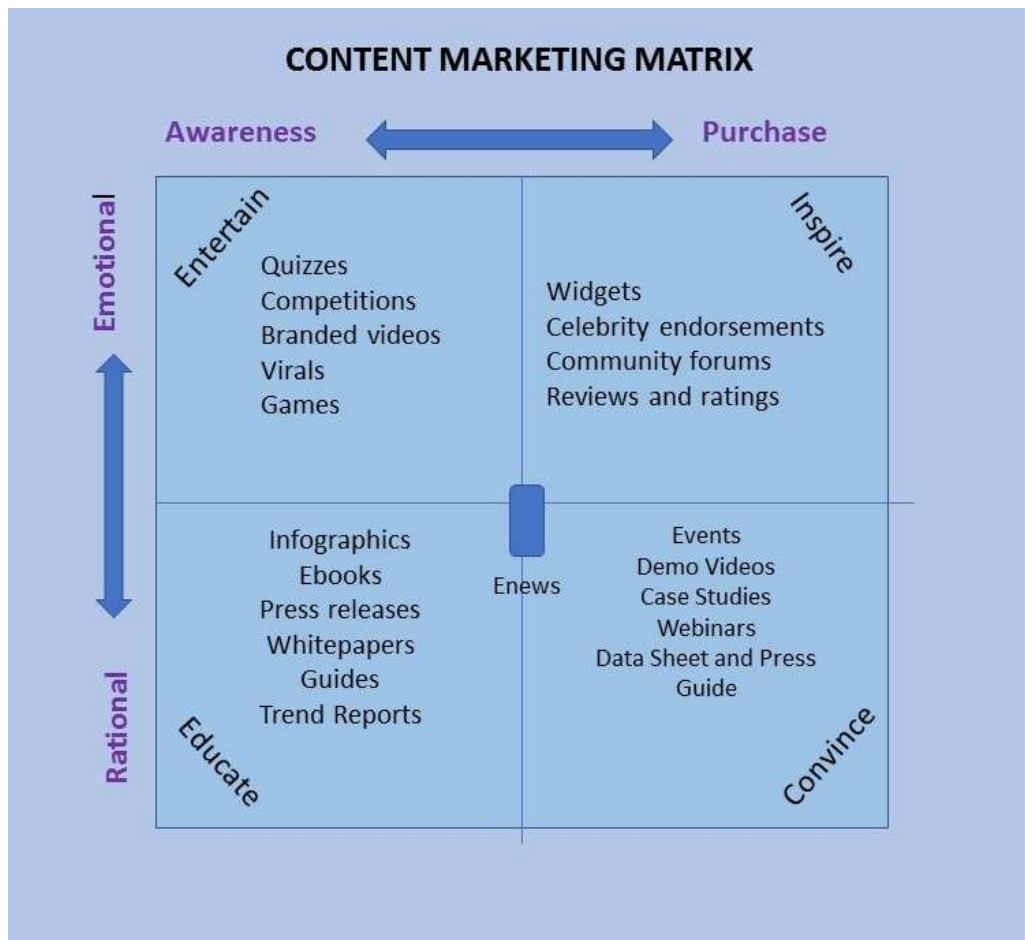 CONTENT MARKETING MATRIX
Awareness
Purchase
Emotional
Rational
Entertain
Quizzes
Competitions
Branded videos
Virals
Games
Inspire
Widgets
Celebrity endorsements
Community forums
Reviews and ratings
Infographics
Ebooks
Press releases
Whitepapers
Guides
Trend Reports
Educate
Enews
Events
Demo Videos
Case Studies
Webinars
Data Sheet and Press
Guide
Convince